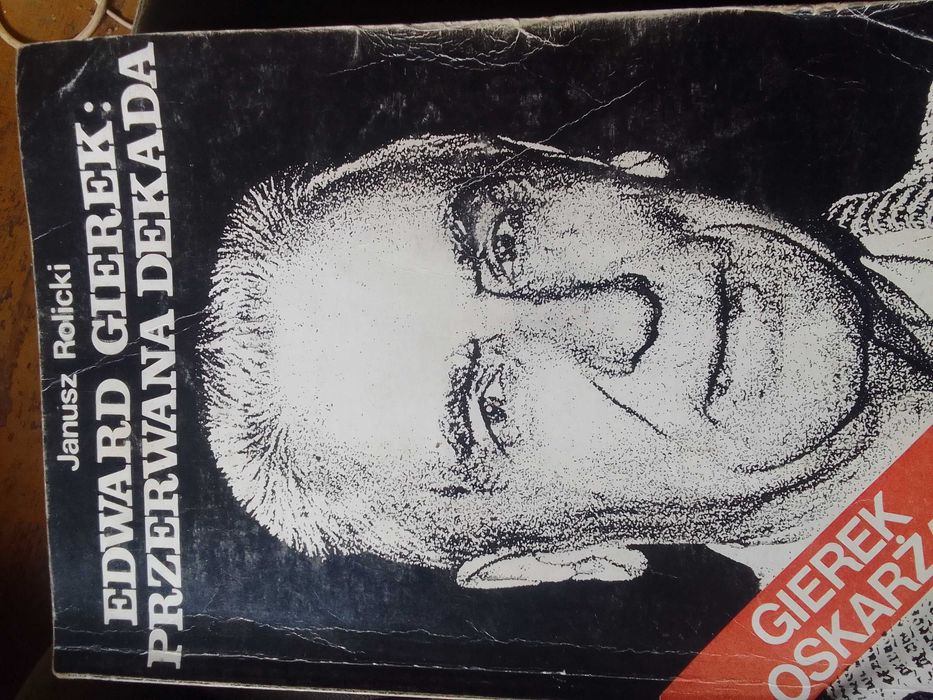 Janusz Rolicki
EDWARD GIEREK:
PRZERWANA DEKADA
GIEREK
OSKARŻA